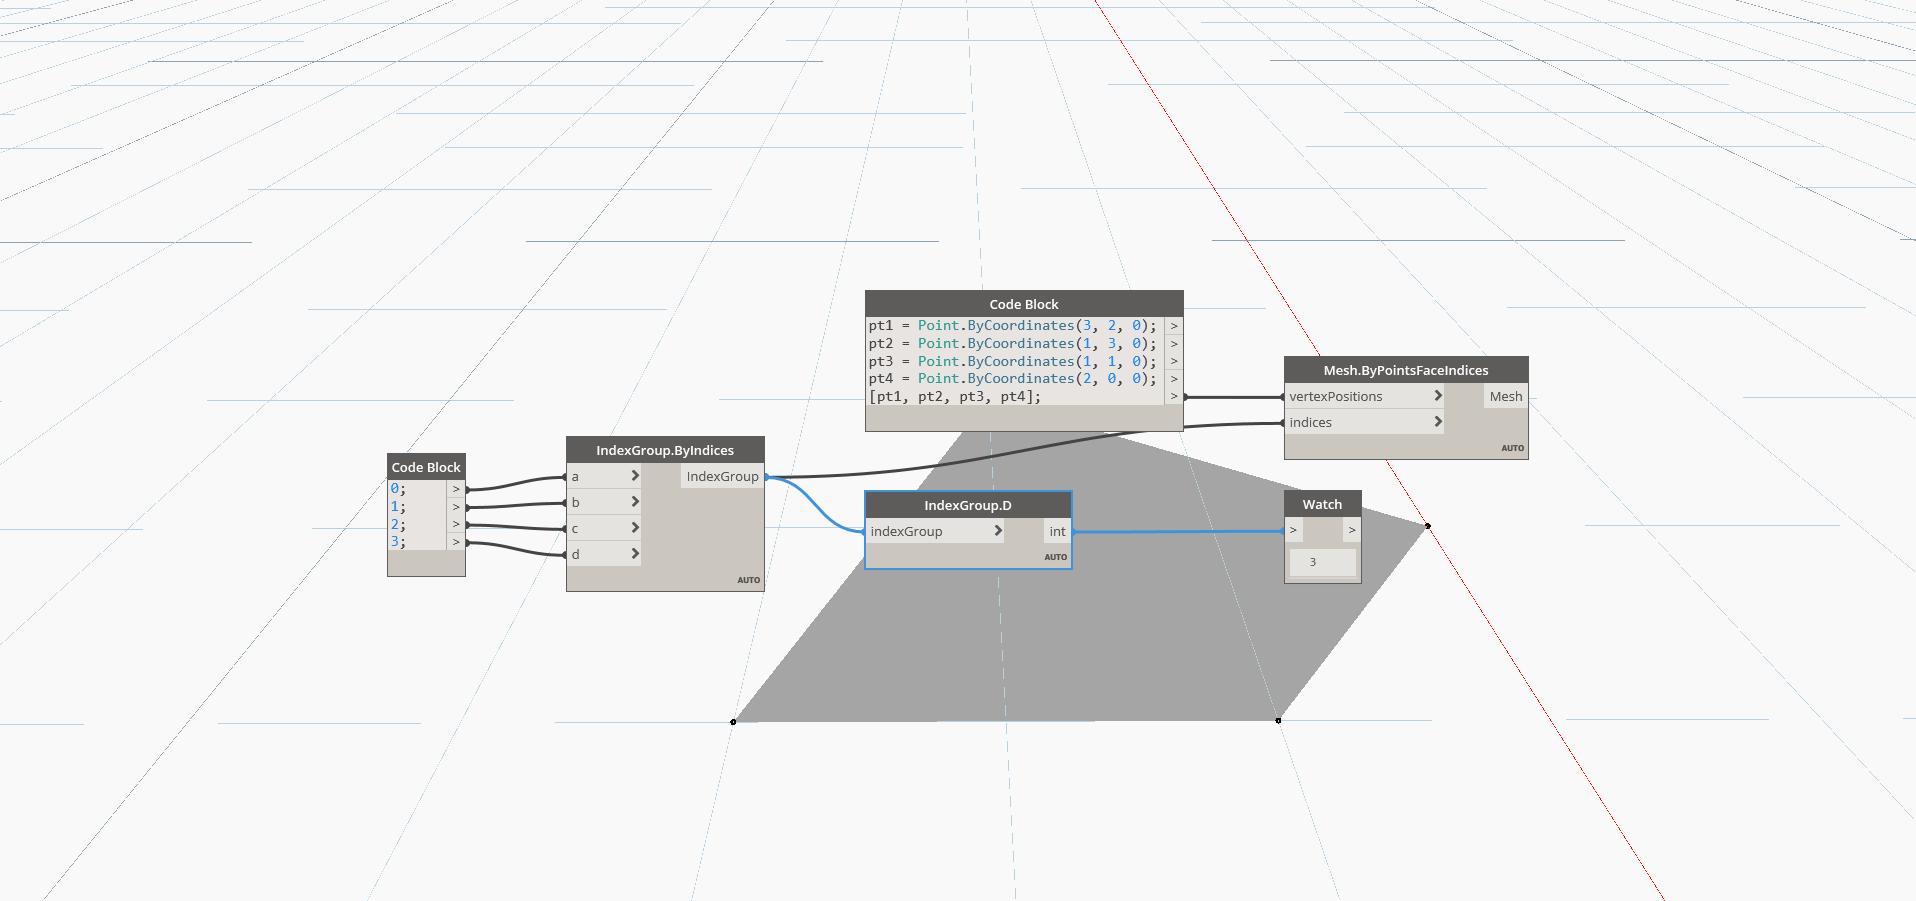 Code Block
pt1 = Point.ByCoordinates(3, 2, 0); >
pt2 = Point.ByCoordinates(1, 3, 0); >
pt3 = Point.ByCoordinates(1, 1, 0); >
pt4 = Point.ByCoordinates(2, 0, 0); >
[pt1, pt2, pt3, pt4]; >
Mesh.ByPointsFaceIndices
vertexPositions > Mesh
indices >
AUTO
Code Block
0; >
1; >
2; >
3; >
IndexGroup.ByIndices
a > IndexGroup
b >
c >
d >
AUTO
IndexGroup.D
indexGroup > int
AUTO
Watch
> >
3